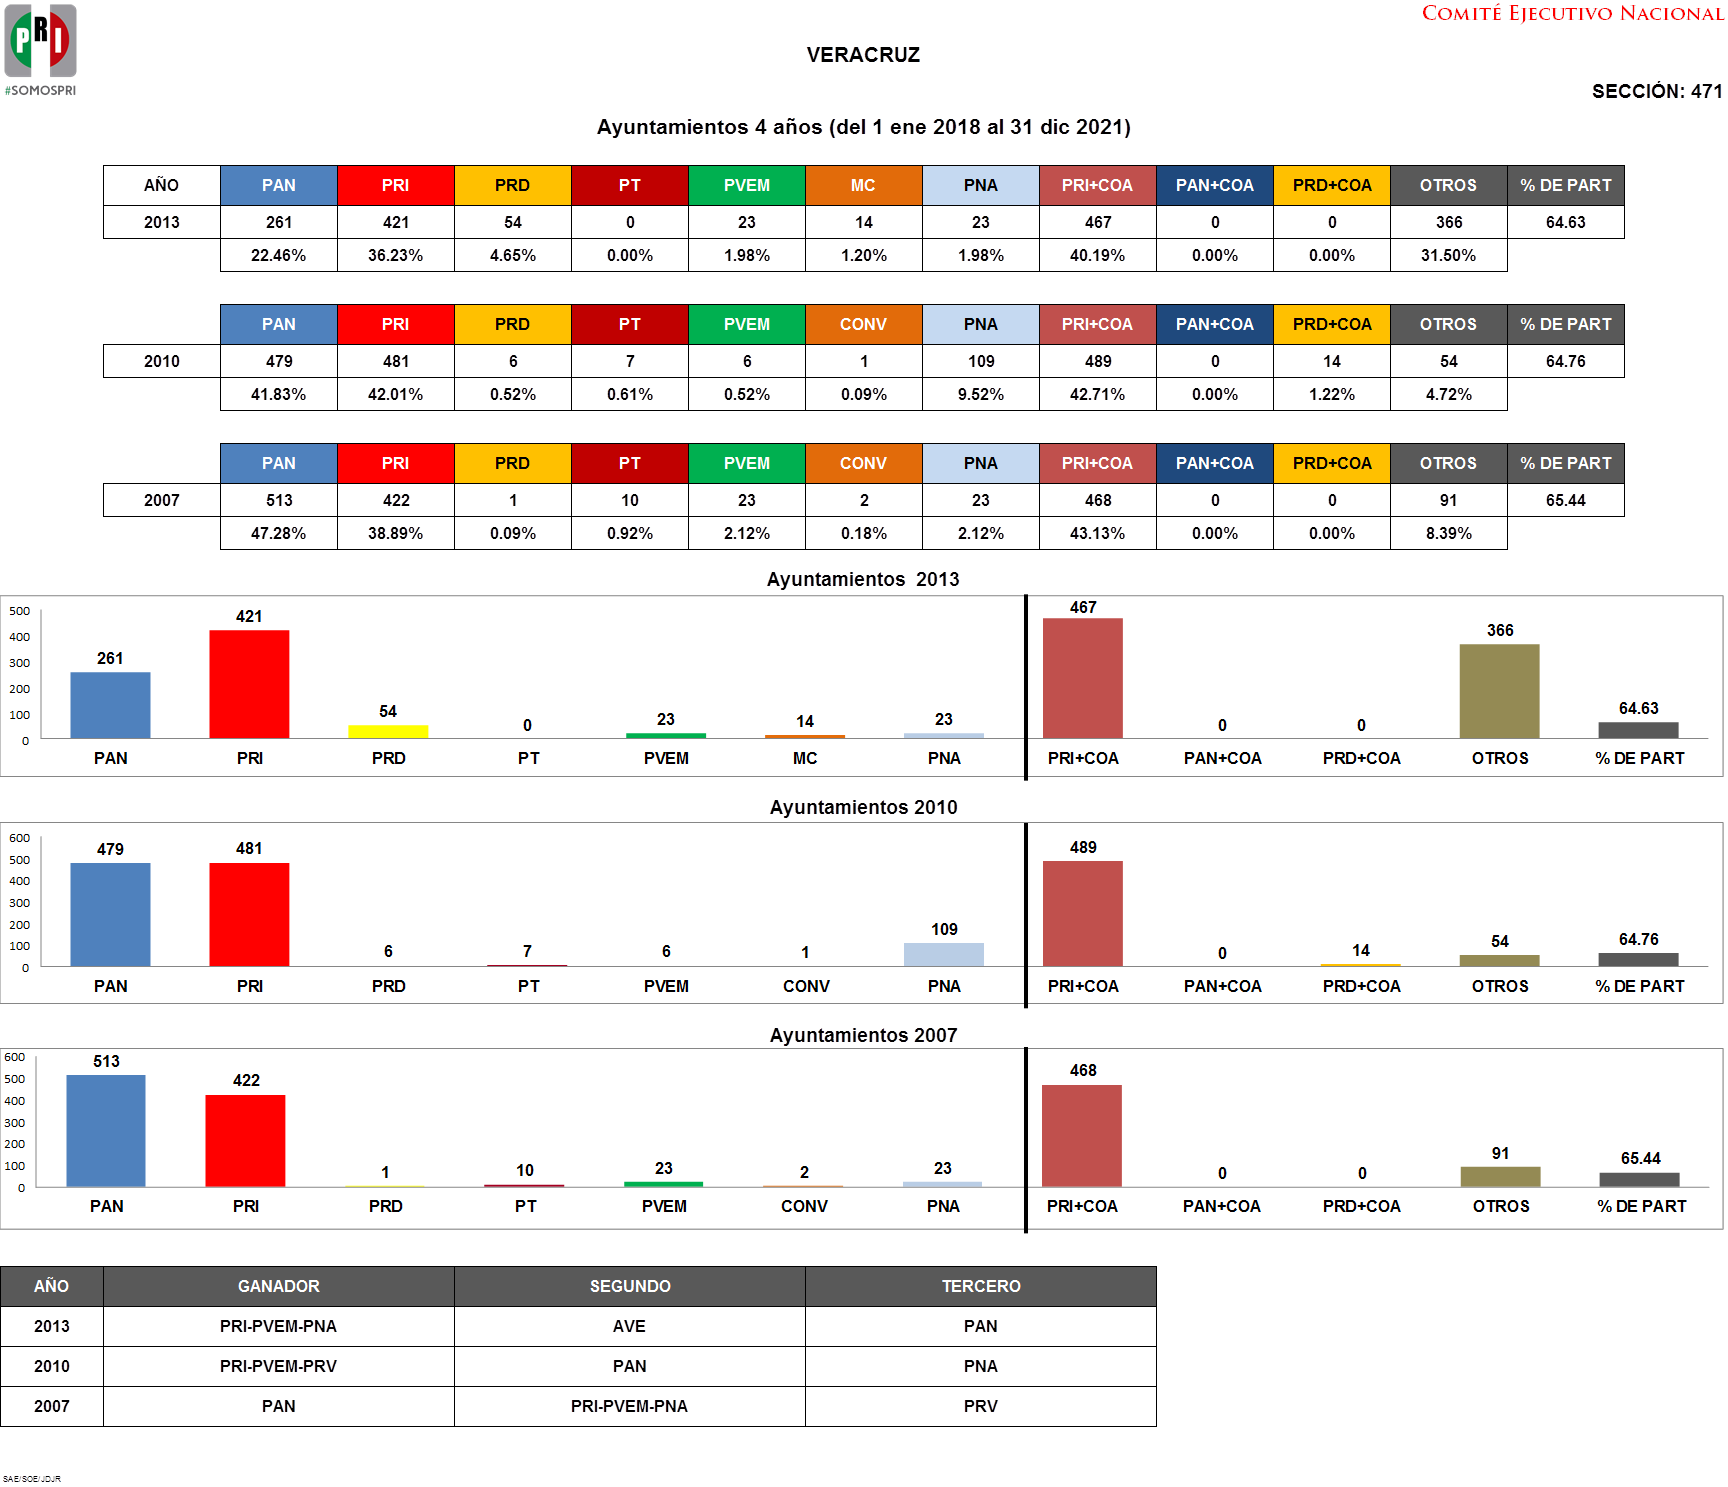 PRI
#SOMOSPRI
COMITÉ EJECUTIVO NACIONAL
VERACRUZ
SECCIÓN: 471
Ayuntamientos 4 años (del 1 ene 2018 al 31 dic 2021)
AÑO PAN PRI PRD PT PVEM MC PNA PRI+COA PAN+COA PRD+COA OTROS % DE PART
2013 261 421 54 0 23 14 23 467 0 0 366 64.63
22.46% 36.23% 4.65% 0.00% 1.98% 1.20% 1.98% 40.19% 0.00% 0.00% 31.50%
PAN PRI PRD PT PVEM CONV PNA PRI+COA PAN+COA PRD+COA OTROS % DE PART
2010 479 481 6 7 6 1 109 489 0 14 54 64.76
41.83% 42.01% 0.52% 0.61% 0.52% 0.09% 9.52% 42.71% 0.00% 1.22% 4.72%
PAN PRI PRD PT PVEM CONV PNA PRI+COA PAN+COA PRD+COA OTROS % DE PART
2007 513 422 1 10 23 2 23 468 0 0 91 65.44
47.28% 38.89% 0.09% 0.92% 2.12% 0.18% 2.12% 43.13% 0.00% 0.00% 8.39%
Ayuntamientos 2013
500
400
300
200
100
0
261 421 54 0 23 14 23 467 0 0 366 64.63
PAN PRI PRD PT PVEM MC PNA PRI+COA PAN+COA PRD+COA OTROS % DE PART
Ayuntamientos 2010
600
500
400
300
200
100
0
479 481 6 7 6 1 109 489 0 14 54 64.76
PAN PRI PRD PT PVEM CONV PNA PRI+COA PAN+COA PRD+COA OTROS % DE PART
Ayuntamientos 2007
600
500
400
300
200
100
0
513 422 1 10 23 2 23 468 0 0 91 65.44
PAN PRI PRD PT PVEM CONV PNA PRI+COA PAN+COA PRD+COA OTROS % DE PART
AÑO GANADOR SEGUNDO TERCERO
2013 PRI-PVEM-PNA AVE PAN
2010 PRI-PVEM-PRV PAN PNA
2007 PAN PRI-PVEM-PNA PRV
SAE/SOE/JDJR